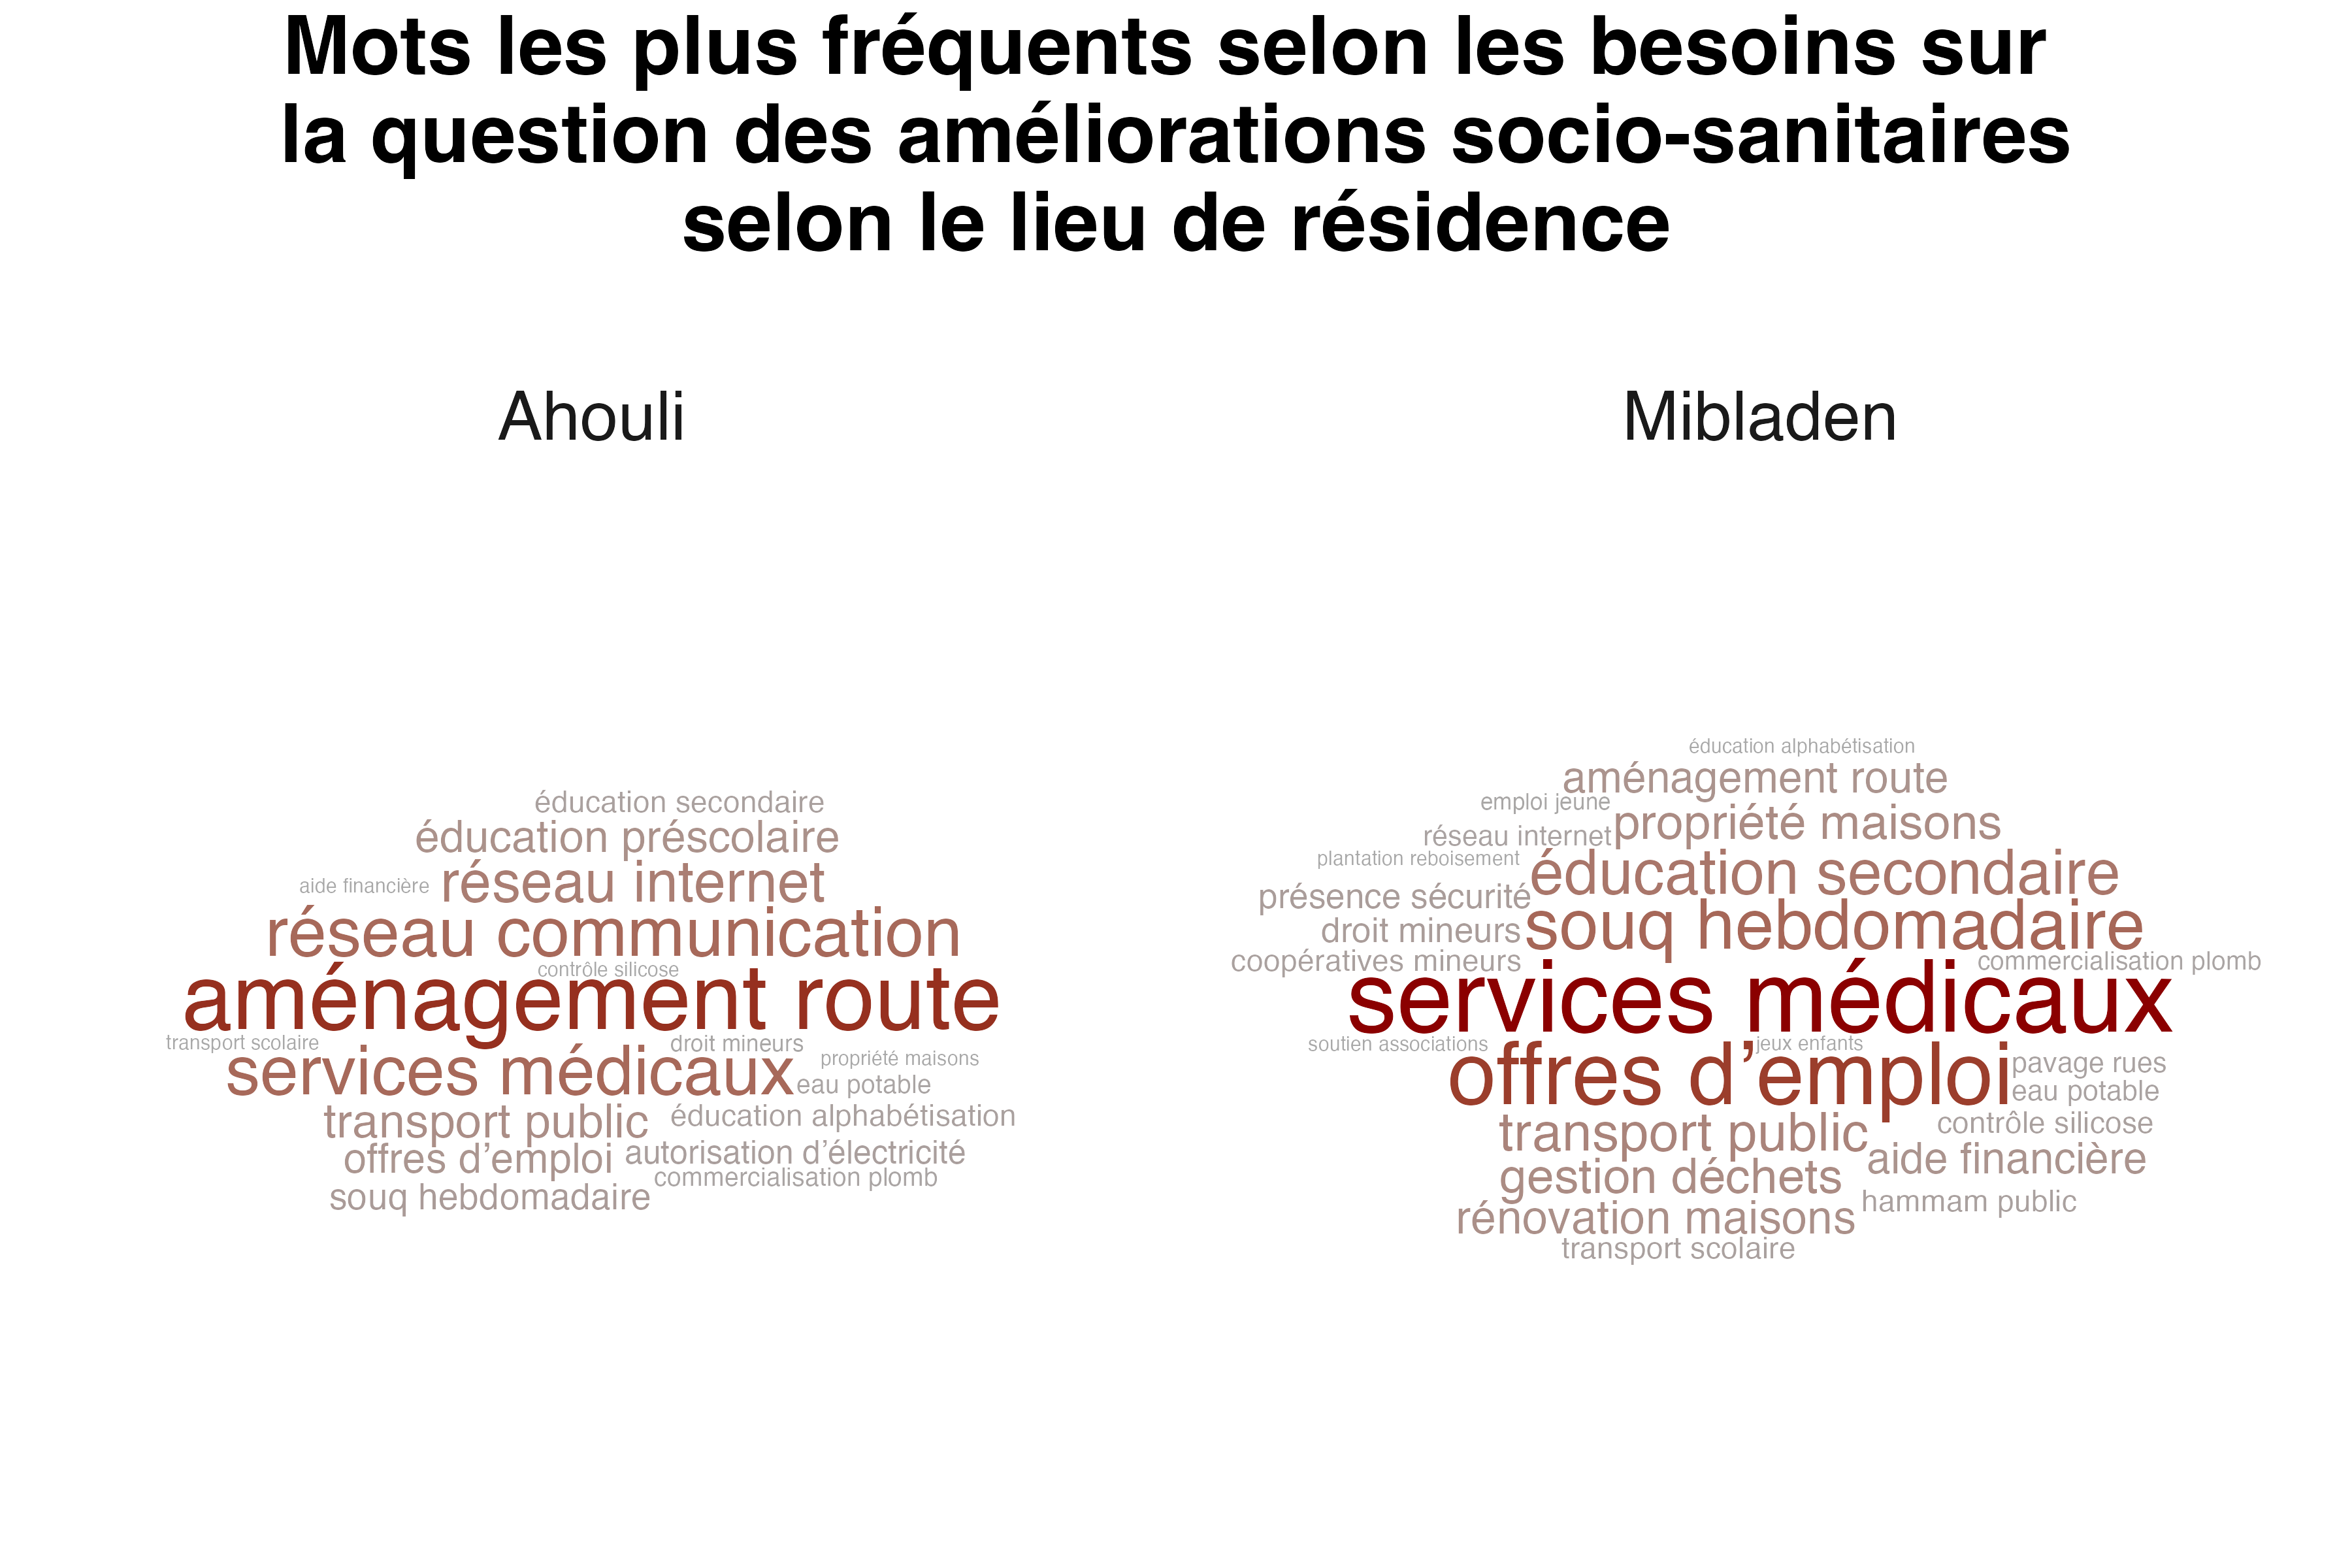 Mots les plus fréquents selon les besoins sur
la question des améliorations socio-sanitaires
selon le lieu de résidence
Ahouli
éducation secondaire
éducation préscolaire
aide financière
réseau internet
réseau communication
contrôle silicose
aménagement route
transport scolaire
droit mineurs
services médicaux
propriété maisons
eau potable
transport public
éducation alphabétisation
offres d’emploi
autorisation d’électricité
commercialisation plomb
souq hebdomadaire
Mibladen
éducation alphabétisation
aménagement route
emploi jeune
propriété maisons
réseau internet
plantation reboisement
éducation secondaire
présence sécurité
droit mineurs
souq hebdomadaire
coopératives mineurs
commercialisation plomb
services médicaux
soutien associations
jeux enfants
offres d’emploi
pavage rues
eau potable
transport public
contrôle silicose
aide financière
gestion déchets
hammam public
rénovation maisons
transport scolaire